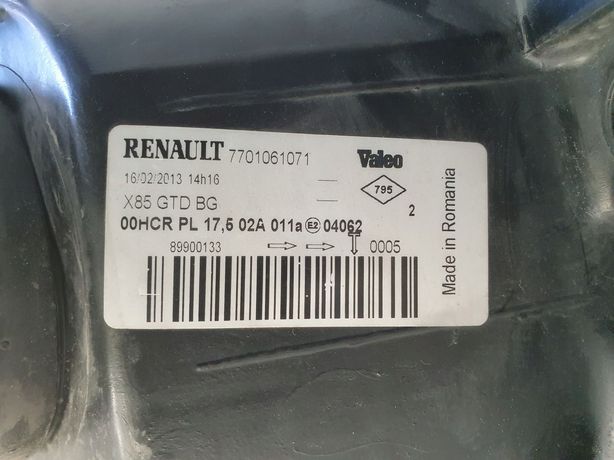 RENAULT 7701061071 Valeo
16/02/2013 14h16
795
X85 GTD BG
2
00HCR PL 17,5 02A 011a E2 04062
89900133 ⇨ ⇨ 0005
Made in Romania